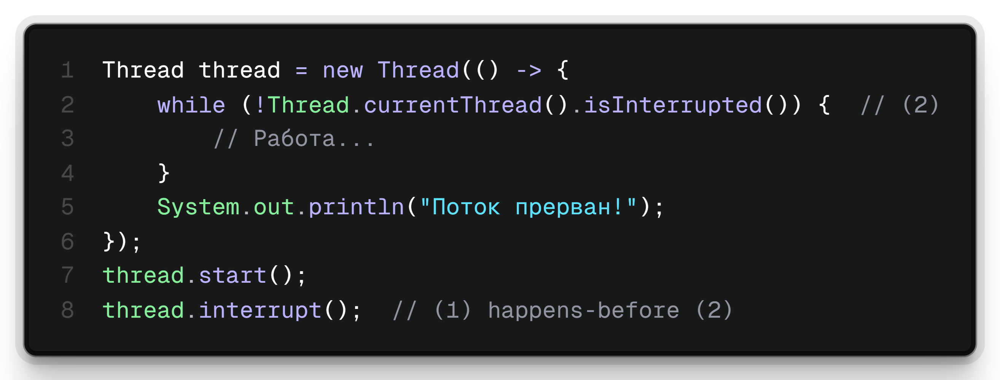 1 Thread thread = new Thread(() -> {
2     while (!Thread.currentThread().isInterrupted()) {  // (2)
3         // Работа...
4     }
5     System.out.println("Поток прерван!");
6 });
7 thread.start();
8 thread.interrupt();  // (1) happens-before (2)